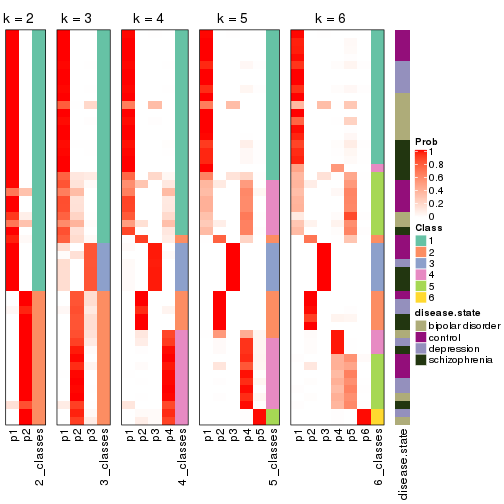 k = 2
k = 3
k = 4
k = 5
k = 6
p1
p2
2_classes
p1
p2
p3
3_classes
p1
p2
p3
p4
4_classes
p1
p2
p3
p4
p5
5_classes
p1
p2
p3
p4
p5
p6
6_classes
disease.state
Prob
1
0.8
0.6
0.4
0.2
0
Class
1
2
3
4
5
6
disease.state
bipolar disorder
control
depression
schizophrenia